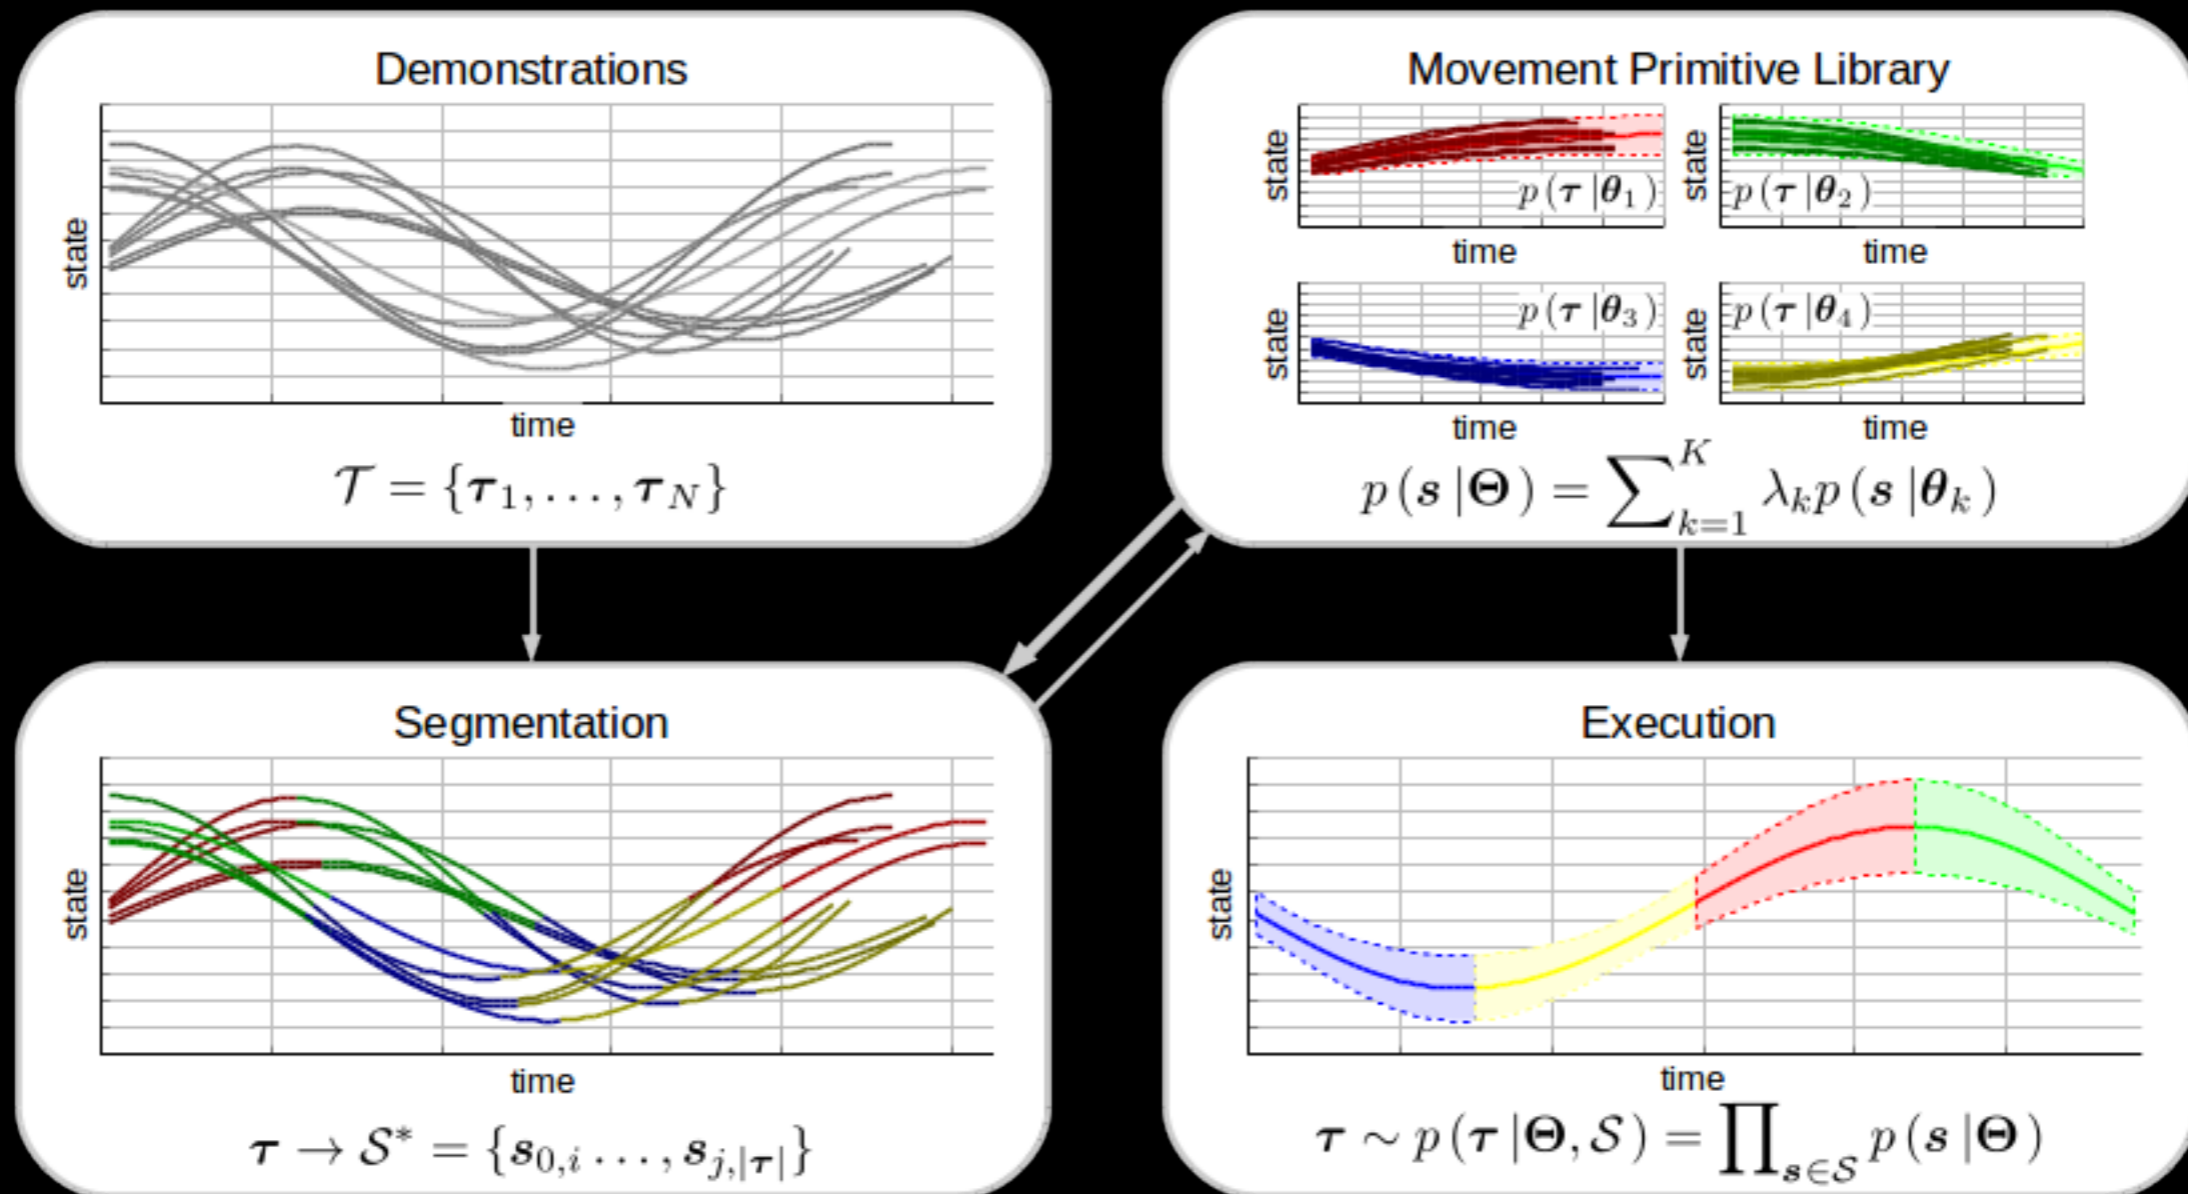 Demonstrations
state
time
𝒯 = {τ₁, …, τ_N}
Movement Primitive Library
state
p(τ|θ₁)
time
state
p(τ|θ₂)
time
state
p(τ|θ₃)
time
state
p(τ|θ₄)
time
p(s|Θ) = ∑_{k=1}^{K} λ_k p(s|θ_k)
Segmentation
state
time
τ → 𝒮* = {s_{0,i} …, s_{j,|τ|}}
Execution
state
time
τ ∼ p(τ|Θ, 𝒮) = ∏_{s∈𝒮} p(s|Θ)